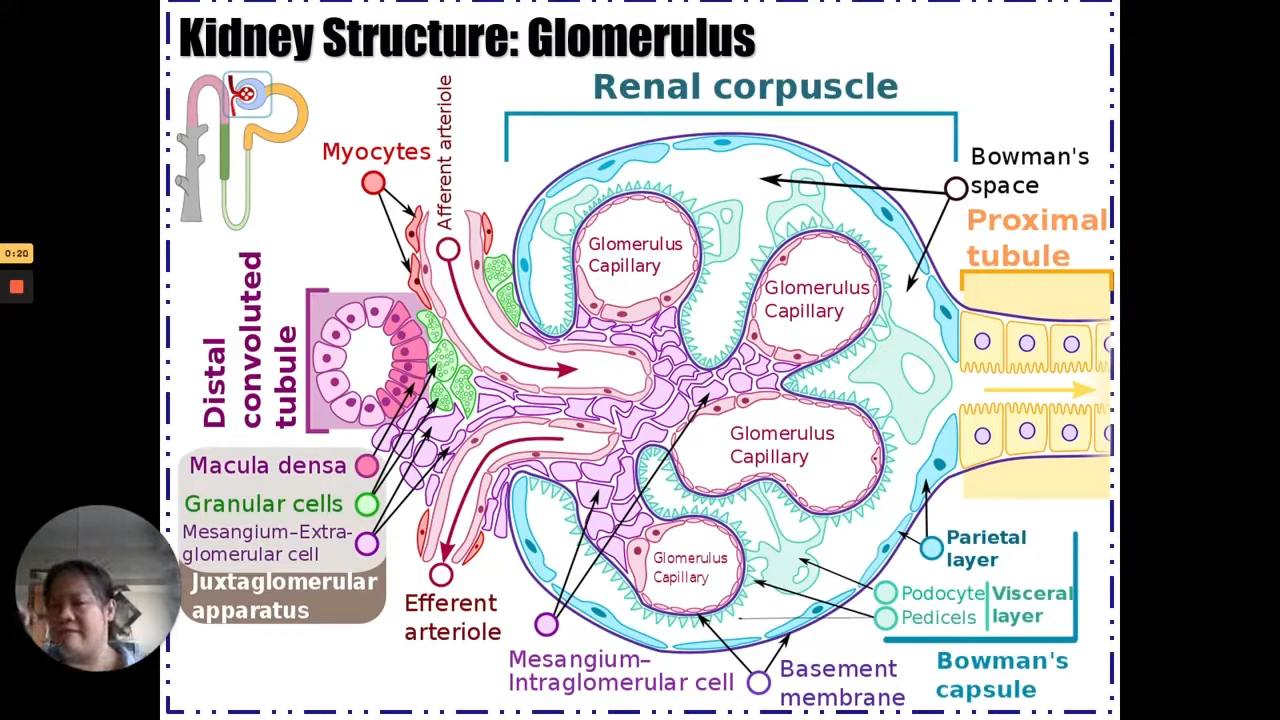 Kidney Structure: Glomerulus
Renal corpuscle
Afferent arteriole
Myocytes
Bowman's
space
Proximal
tubule
Glomerulus
Capillary
Glomerulus
Capillary
0:20
Distal
convoluted
tubule
Glomerulus
Capillary
Macula densa
Granular cells
Mesangium–Extra-
glomerular cell
Juxtaglomerular
apparatus
Glomerulus
Capillary
Efferent
arteriole
Parietal
layer
Podocyte
Pedicels
Visceral
layer
Mesangium–
Intraglomerular cell
Basement
membrane
Bowman's
capsule